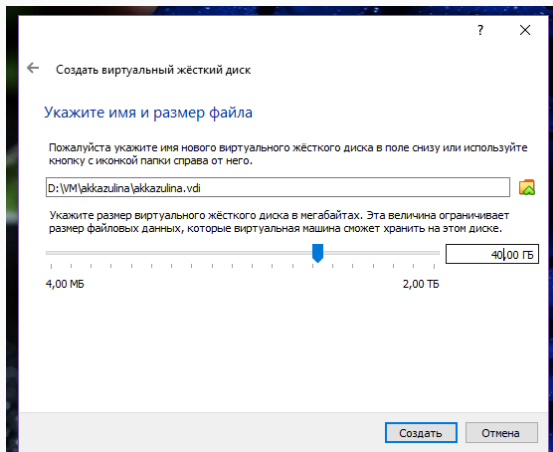 ?
Создать виртуальный жёсткий диск
Укажите имя и размер файла
Пожалуйста укажите имя нового виртуального жёсткого диска в поле снизу или используйте
кнопку с иконкой папки справа от него.
D:\VM\akkazulina\akkazulina.vdi
Укажите размер виртуального жёсткого диска в мегабайтах. Эта величина ограничивает
размер файловых данных, которые виртуальная машина сможет хранить на этом диске.
40,00 ГБ
4,00 МБ 2,00 ТБ
Создать Отмена